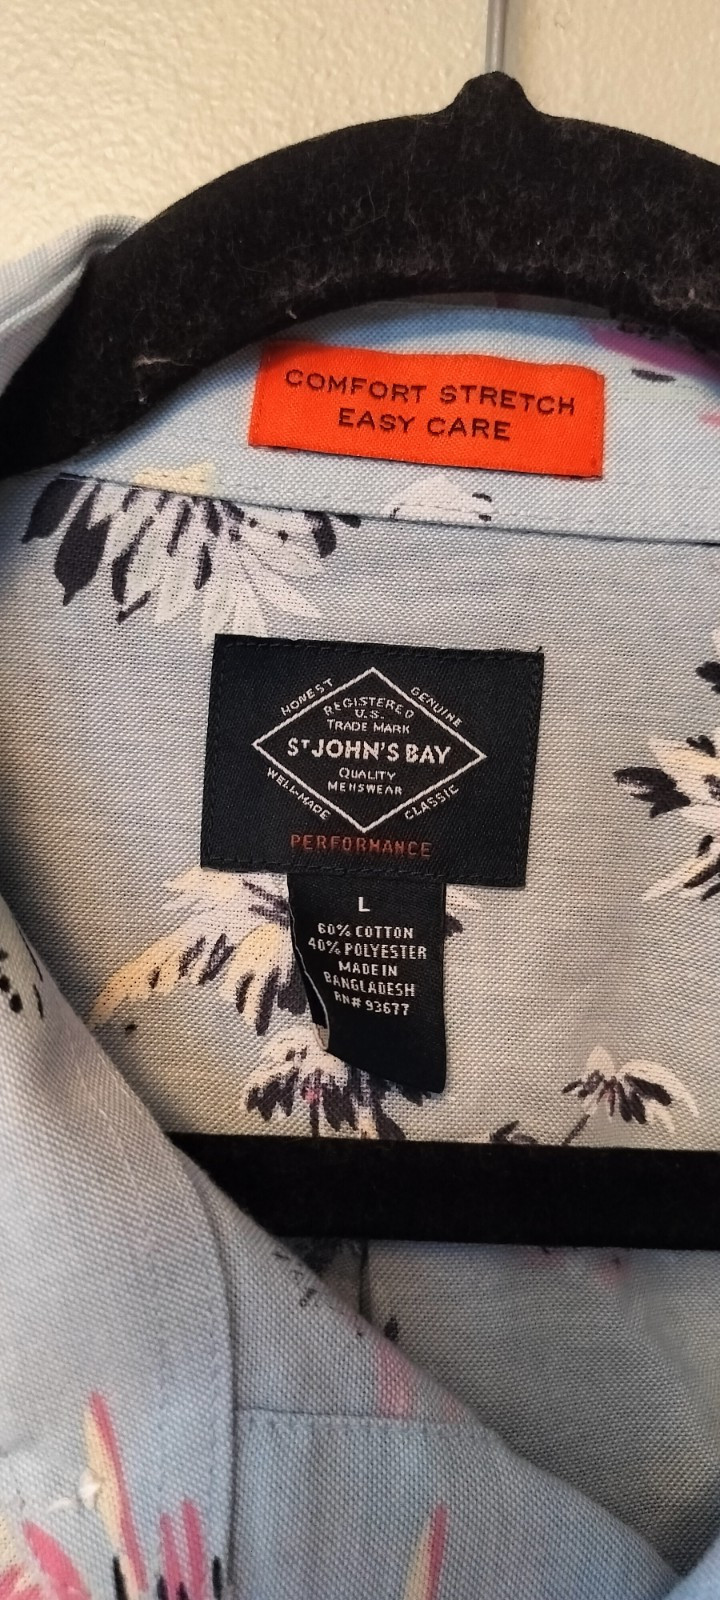 COMFORT STRETCH
EASY CARE
HONEST
GENUINE
REGISTERED
U.S.
TRADE MARK
ST JOHN'S BAY
QUALITY
MENSWEAR
WELL-MADE
CLASSIC
PERFORMANCE
L
60% COTTON
40% POLYESTER
MADE IN
BANGLADESH
RN# 93677